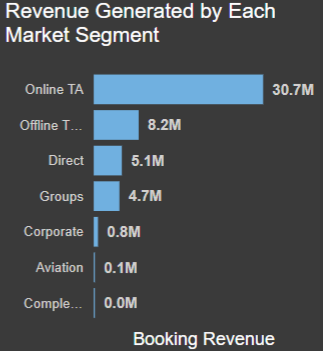 Revenue Generated by Each
Market Segment
Online TA 30.7M
Offline T... 8.2M
Direct 5.1M
Groups 4.7M
Corporate 0.8M
Aviation 0.1M
Comple... 0.0M
Booking Revenue